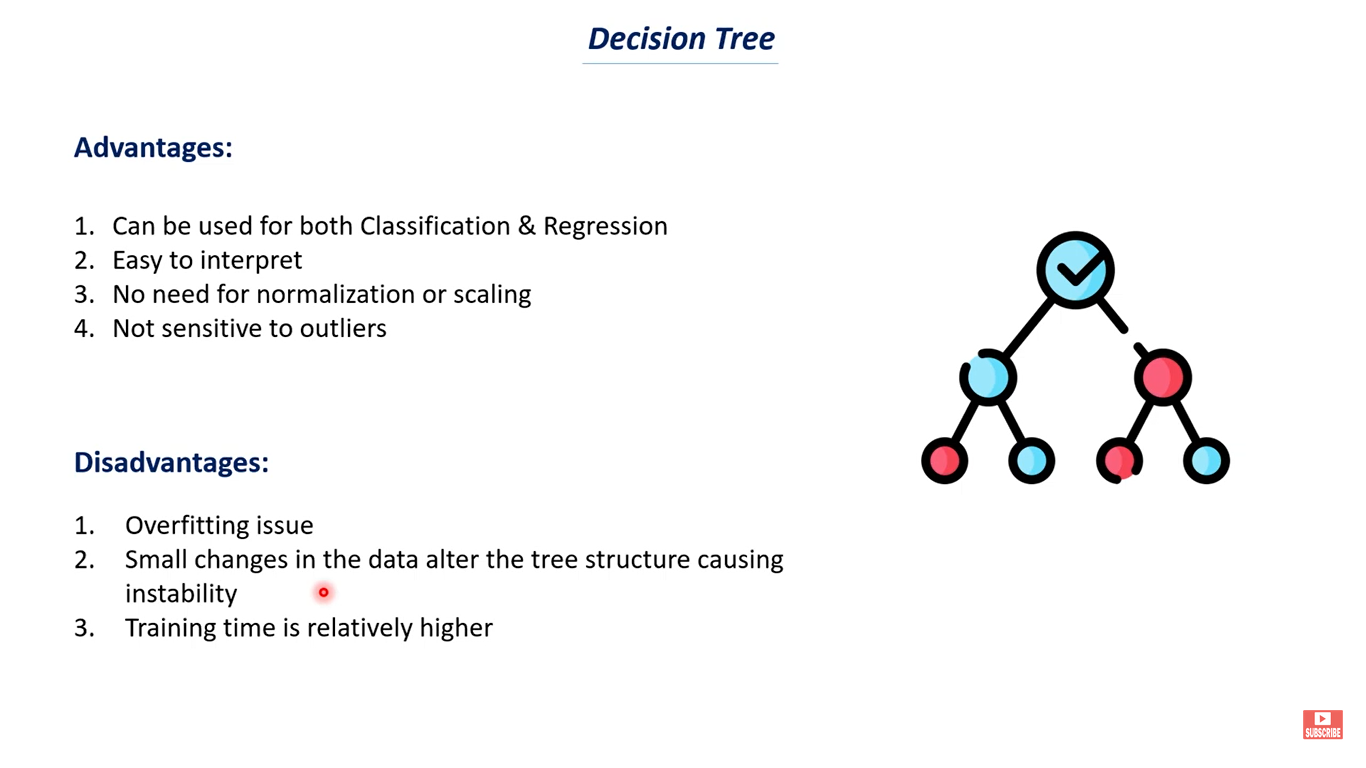 Decision Tree
Advantages:
1. Can be used for both Classification & Regression
2. Easy to interpret
3. No need for normalization or scaling
4. Not sensitive to outliers
Disadvantages:
1. Overfitting issue
2. Small changes in the data alter the tree structure causing
instability
3. Training time is relatively higher
SUBSCRIBE